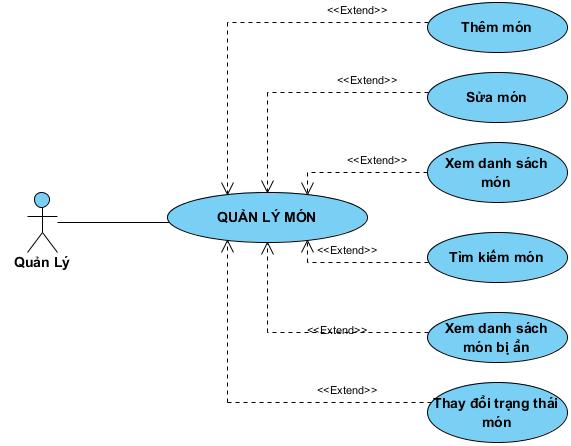 <<Extend>>
Thêm món
<<Extend>>
Sửa món
<<Extend>>
Xem danh sách
món
QUẢN LÝ MÓN
Quản Lý
<<Extend>>
Tìm kiếm món
<<Extend>>
Xem danh sách
món bị ẩn
<<Extend>>
Thay đổi trạng thái
món